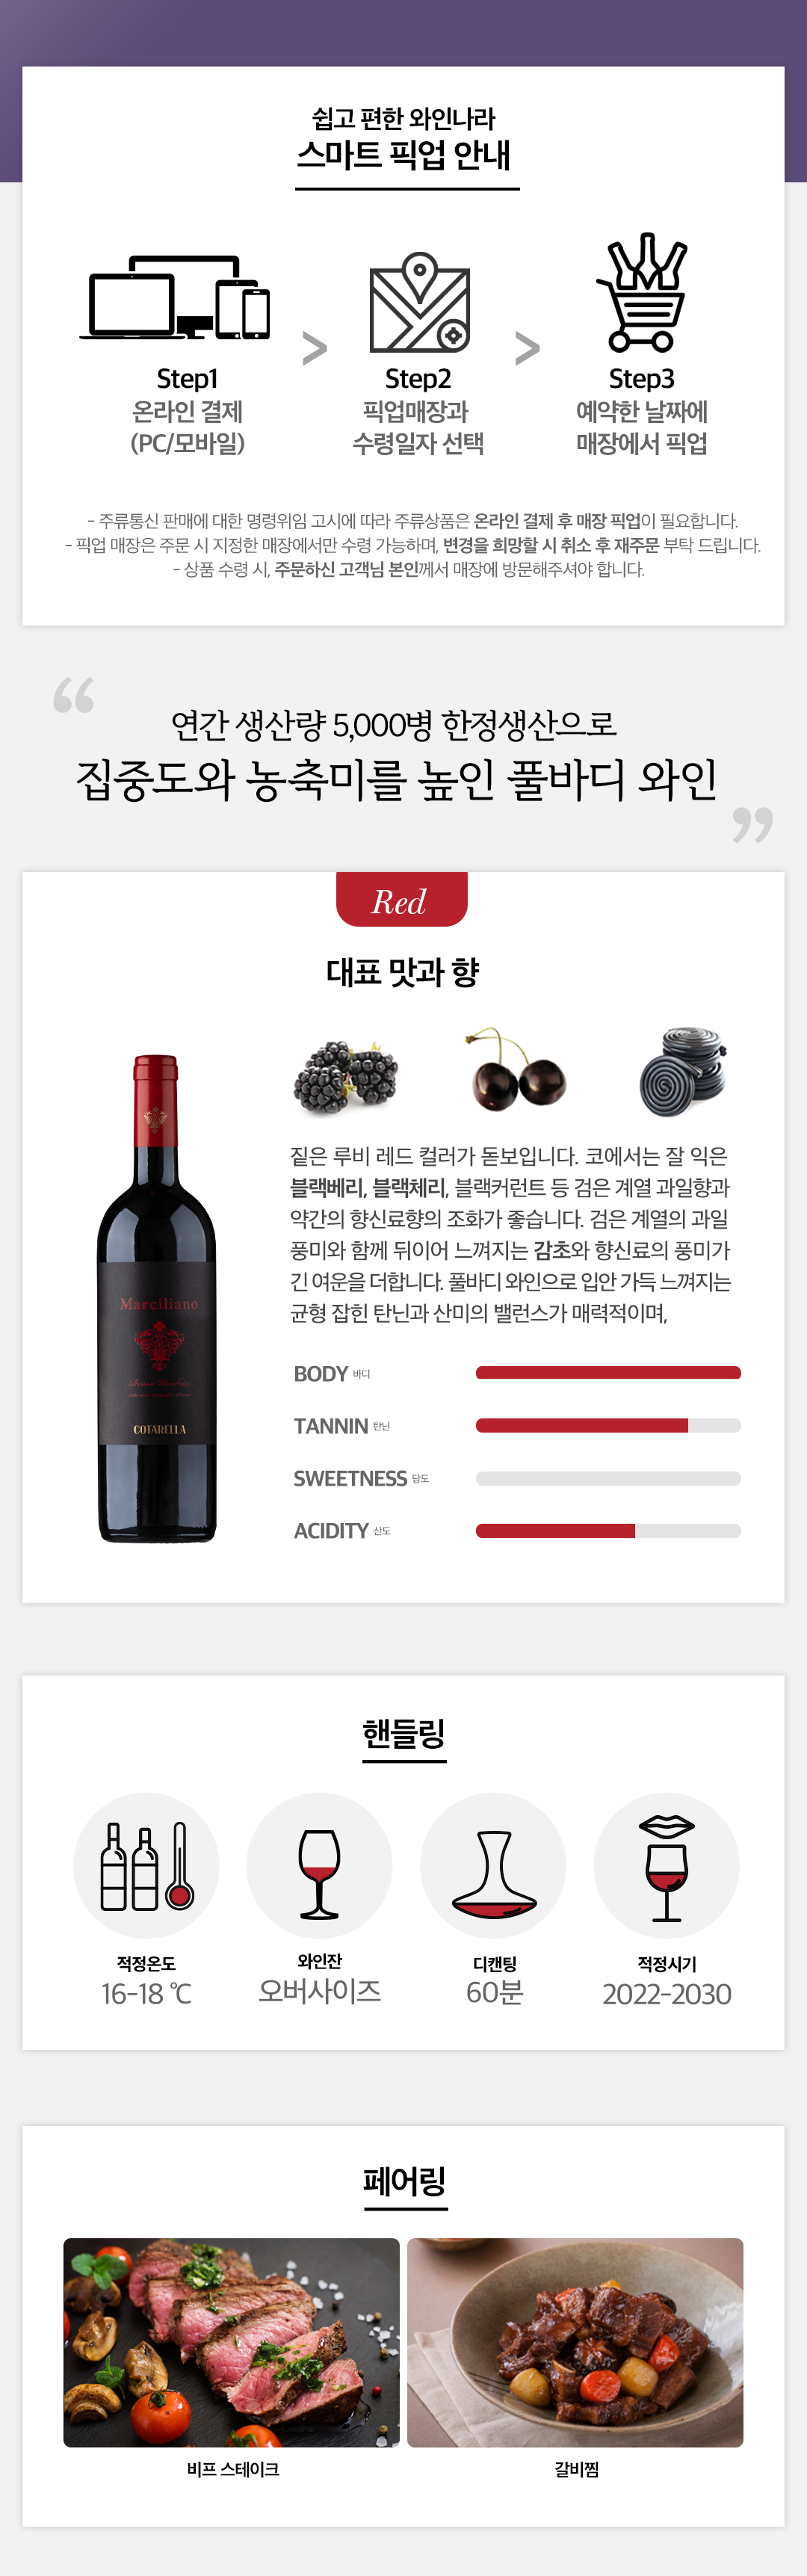 쉽고 편한 와인나라
스마트 픽업 안내
Step1
온라인 결제
(PC/모바일)
>
Step2
픽업매장과
수령일자 선택
>
Step3
예약한 날짜에
매장에서 픽업
- 주류통신 판매에 대한 명령위임 고시에 따라 주류상품은 온라인 결제 후 매장 픽업이 필요합니다.
- 픽업 매장은 주문 시 지정한 매장에서만 수령 가능하며, 변경을 희망할 시 취소 후 재주문 부탁 드립니다.
- 상품 수령 시, 주문하신 고객님 본인께서 매장에 방문해주셔야 합니다.
“
연간 생산량 5,000병 한정생산으로
집중도와 농축미를 높인 풀바디 와인
”
Red
대표 맛과 향
짙은 루비 레드 컬러가 돋보입니다. 코에서는 잘 익은
블랙베리, 블랙체리, 블랙커런트 등 검은 계열 과일향과
약간의 향신료향의 조화가 좋습니다. 검은 계열의 과일
풍미와 함께 뒤이어 느껴지는 감초와 향신료의 풍미가
긴 여운을 더합니다. 풀바디 와인으로 입안 가득 느껴지는
균형 잡힌 탄닌과 산미의 밸런스가 매력적이며,
Marciliano
COTARELLA
BODY 바디
TANNIN 탄닌
SWEETNESS 당도
ACIDITY 산도
핸들링
적정온도
16-18 ℃
와인잔
오버사이즈
디캔팅
60분
적정시기
2022-2030
페어링
비프 스테이크
갈비찜